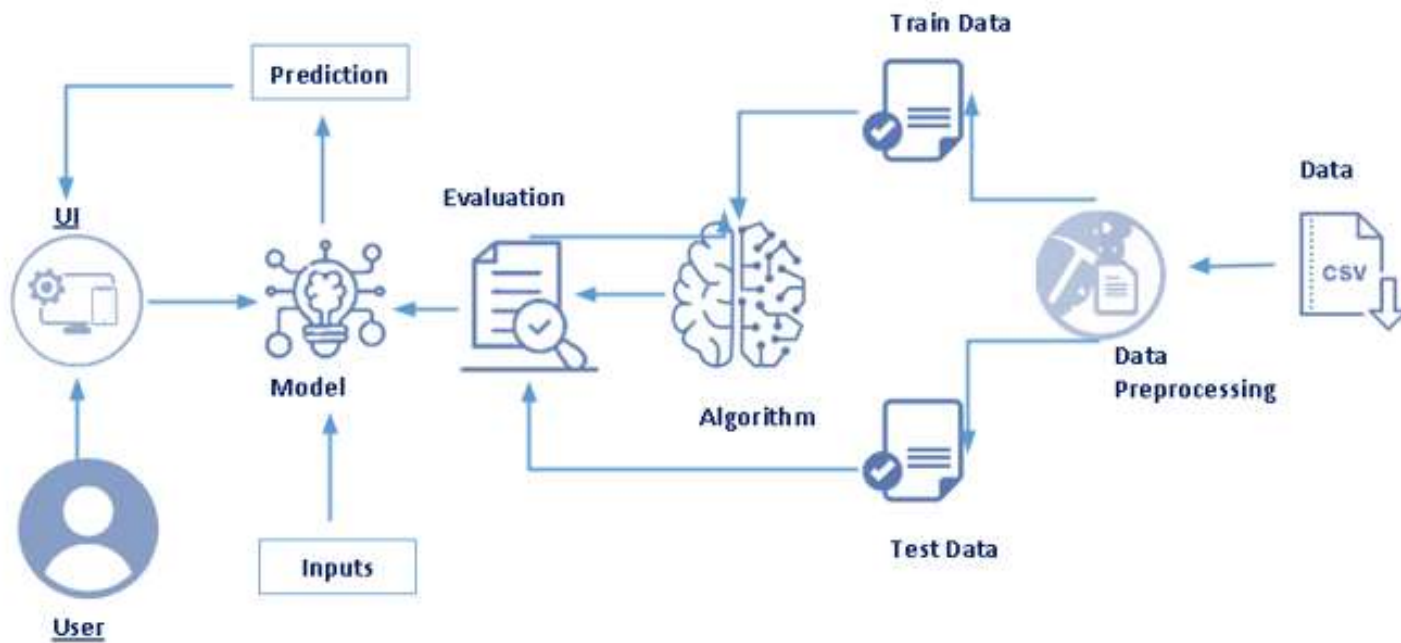 Train Data
Prediction
Data
Evaluation
UI
CSV
Model
Data
Preprocessing
Algorithm
Test Data
Inputs
User